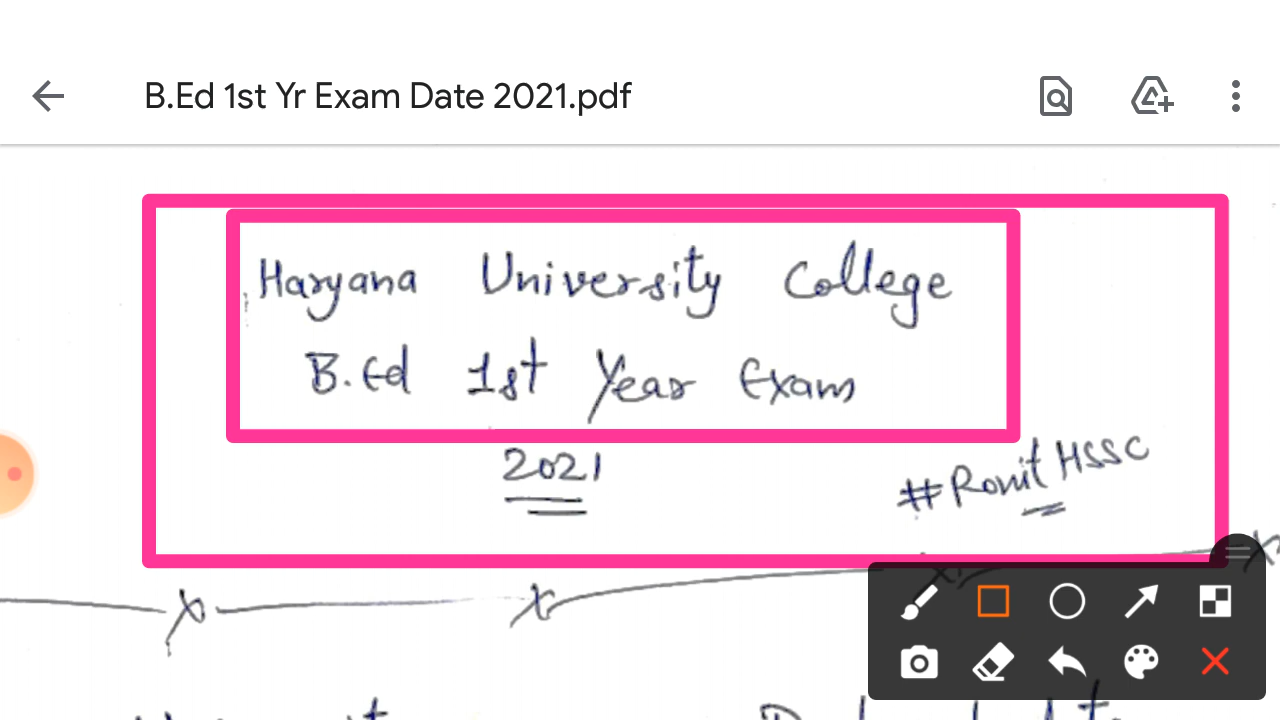 B.Ed 1st Yr Exam Date 2021.pdf
Haryana University College
B.Ed 1st Year Exam
2021
#Ronit HSSC